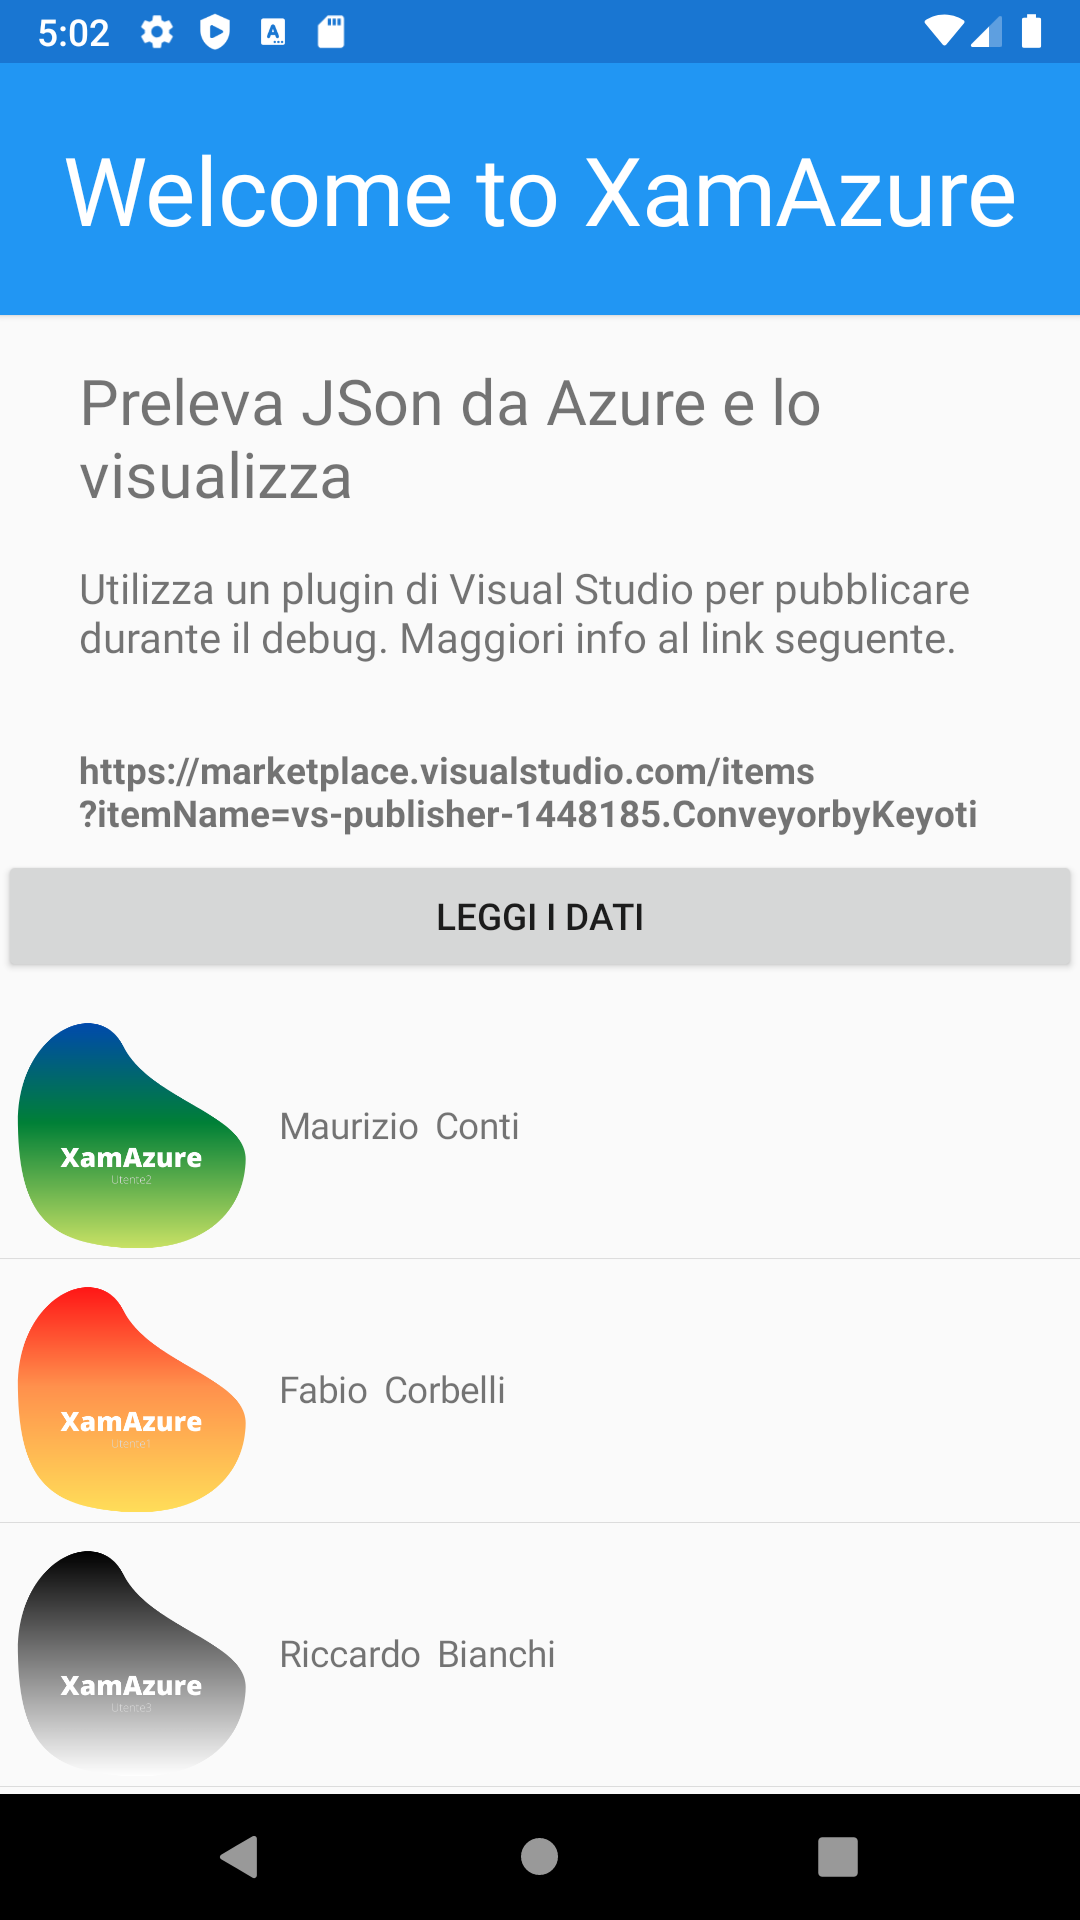 5:02
Welcome to XamAzure
Preleva JSon da Azure e lo
visualizza
Utilizza un plugin di Visual Studio per pubblicare
durante il debug. Maggiori info al link seguente.
https://marketplace.visualstudio.com/items
?itemName=vs-publisher-1448185.ConveyorbyKeyoti
LEGGI I DATI
XamAzure
Utente2
Maurizio Conti
XamAzure
Utente1
Fabio Corbelli
XamAzure
Utente3
Riccardo Bianchi